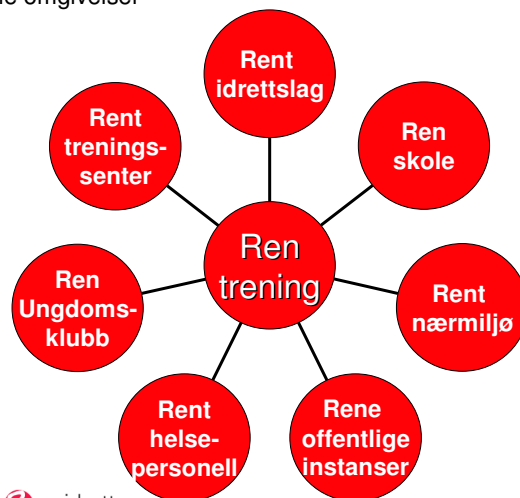 omgivelser
Rent
idrettslag
Rent
trenings-
senter
Ren
skole
Ren
trening
Ren
Ungdoms-
klubb
Rent
nærmiljø
Rent
helse-
personell
Rene
offentlige
instanser